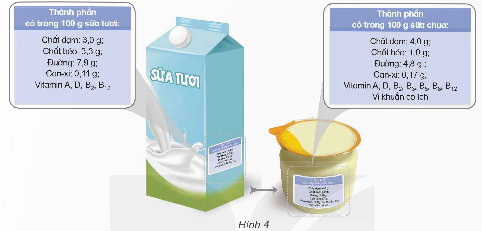 Thành phần
có trong 100 g sữa tươi:
Chất đạm: 3,0 g;
Chất béo: 3,3 g;
Đường: 7,9 g;
Can-xi: 0,11 g;
Vitamin A, D, B2, B12
SỮA TƯƠI
Thành phần
có trong 100 g sữa chua:
Chất đạm: 4,0 g;
Chất béo: 1,0 g;
Đường: 4,8 g;
Can-xi: 0,17 g,
Vitamin A, D, B2, B3, B5, B6, B12
Vi khuẩn có ích
Hình 4